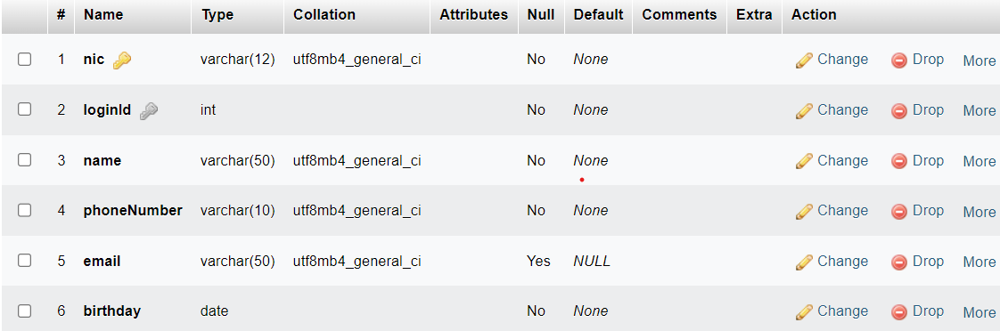 # Name Type Collation Attributes Null Default Comments Extra Action
1 nic varchar(12) utf8mb4_general_ci No None Change Drop More
2 loginId int No None Change Drop More
3 name varchar(50) utf8mb4_general_ci No None Change Drop More
4 phoneNumber varchar(10) utf8mb4_general_ci No None Change Drop More
5 email varchar(50) utf8mb4_general_ci Yes NULL Change Drop More
6 birthday date No None Change Drop More